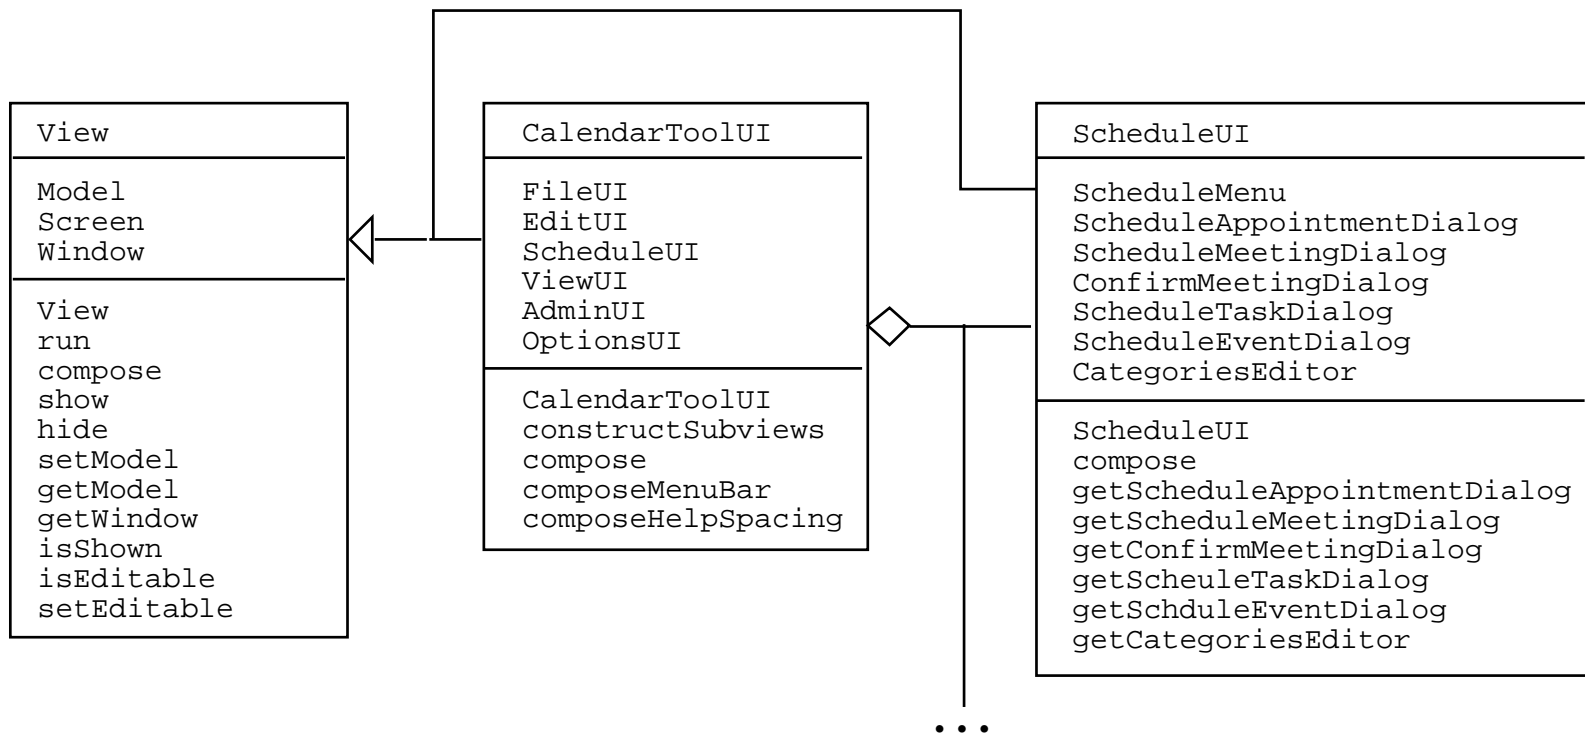 View
Model
Screen
Window
View
run
compose
show
hide
setModel
getModel
getWindow
isShown
isEditable
setEditable
CalendarToolUI
FileUI
EditUI
ScheduleUI
ViewUI
AdminUI
OptionsUI
CalendarToolUI
constructSubviews
compose
composeMenuBar
composeHelpSpacing
ScheduleUI
ScheduleMenu
ScheduleAppointmentDialog
ScheduleMeetingDialog
ConfirmMeetingDialog
ScheduleTaskDialog
ScheduleEventDialog
CategoriesEditor
ScheduleUI
compose
getScheduleAppointmentDialog
getScheduleMeetingDialog
getConfirmMeetingDialog
getScheuleTaskDialog
getSchduleEventDialog
getCategoriesEditor
...